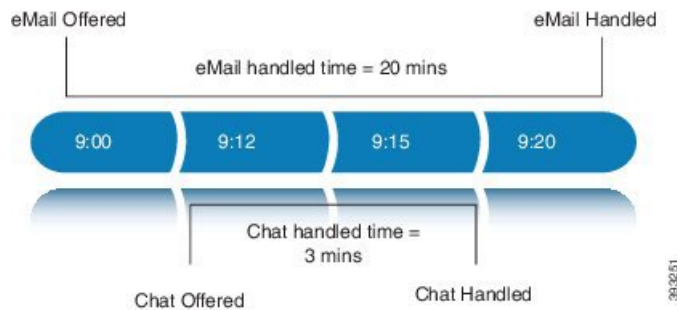 eMail Offered
eMail Handled
eMail handled time = 20 mins
9:00
9:12
9:15
9:20
Chat handled time =
3 mins
Chat Offered
Chat Handled
393251